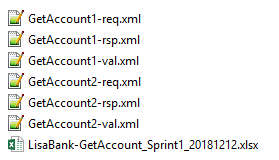 GetAccount1-req.xml
GetAccount1-rsp.xml
GetAccount1-val.xml
GetAccount2-req.xml
GetAccount2-rsp.xml
GetAccount2-val.xml
LisaBank-GetAccount_Sprint1_20181212.xlsx